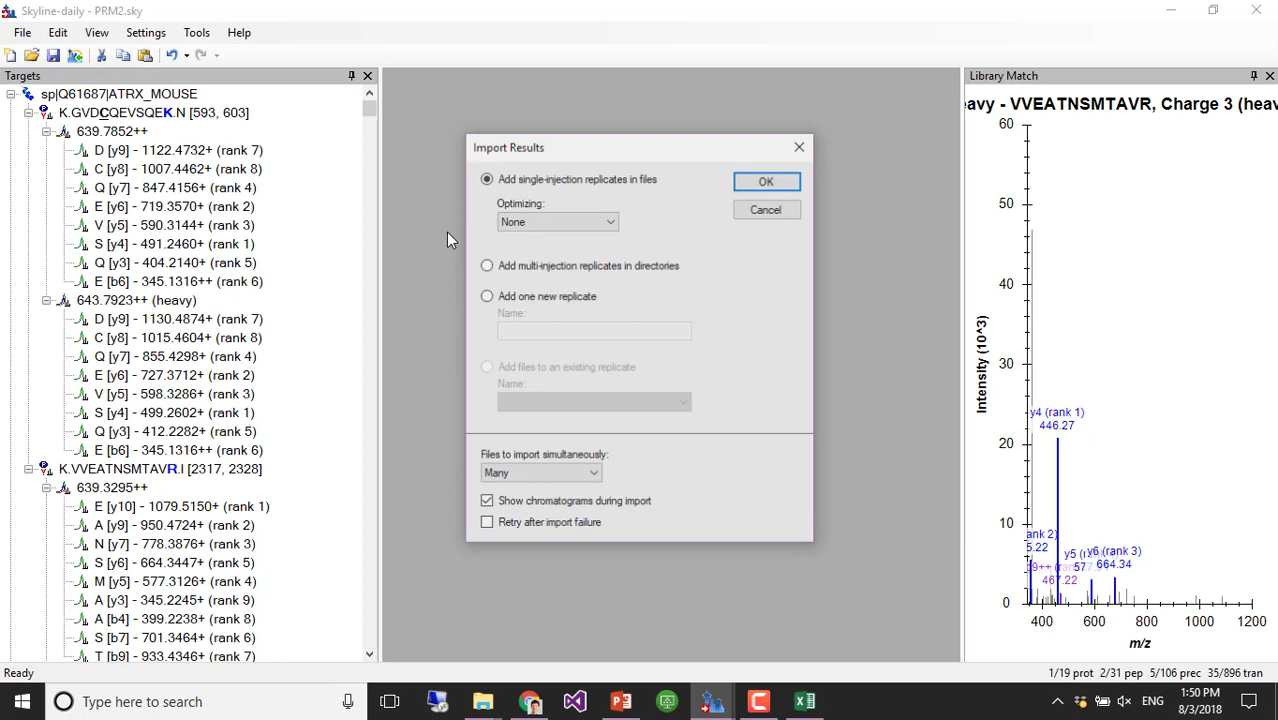 Skyline-daily - PRM2.sky
File Edit View Settings Tools Help
Targets
sp|Q61687|ATRX_MOUSE
K.GVDCQEVSQEK.N [593, 603]
639.7852++
D [y9] - 1122.4732+ (rank 7)
C [y8] - 1007.4462+ (rank 8)
Q [y7] - 847.4156+ (rank 4)
E [y6] - 719.3570+ (rank 2)
V [y5] - 590.3144+ (rank 3)
S [y4] - 491.2460+ (rank 1)
Q [y3] - 404.2140+ (rank 5)
E [b6] - 345.1316++ (rank 6)
643.7923++ (heavy)
D [y9] - 1130.4874+ (rank 7)
C [y8] - 1015.4604+ (rank 8)
Q [y7] - 855.4298+ (rank 4)
E [y6] - 727.3712+ (rank 2)
V [y5] - 598.3286+ (rank 3)
S [y4] - 499.2602+ (rank 1)
Q [y3] - 412.2282+ (rank 5)
E [b6] - 345.1316++ (rank 6)
K.VVEATNSMTAVR.I [2317, 2328]
639.3295++
E [y10] - 1079.5150+ (rank 1)
A [y9] - 950.4724+ (rank 2)
N [y7] - 778.3876+ (rank 3)
S [y6] - 664.3447+ (rank 5)
M [y5] - 577.3126+ (rank 4)
A [y3] - 345.2245+ (rank 9)
A [b4] - 399.2238+ (rank 8)
S [b7] - 701.3464+ (rank 6)
T [b9] - 933.4346+ (rank 7)
Import Results
Add single-injection replicates in files
OK
Optimizing:
None
Cancel
Add multi-injection replicates in directories
Add one new replicate
Name:
Add files to an existing replicate
Name:
Files to import simultaneously:
Many
Show chromatograms during import
Retry after import failure
Library Match
eavy - VVEATNSMTAVR, Charge 3 (heav
60
50
40
30
20
10
0
Intensity (10^3)
y4 (rank 1)
446.27
ank 2)
5.22
y6 (rank 3)
664.34
467.22
400 600 800 1000 1200
m/z
Ready
1/19 prot 2/31 pep 5/106 prec 35/896 tran
Type here to search
ENG
1:50 PM
8/3/2018